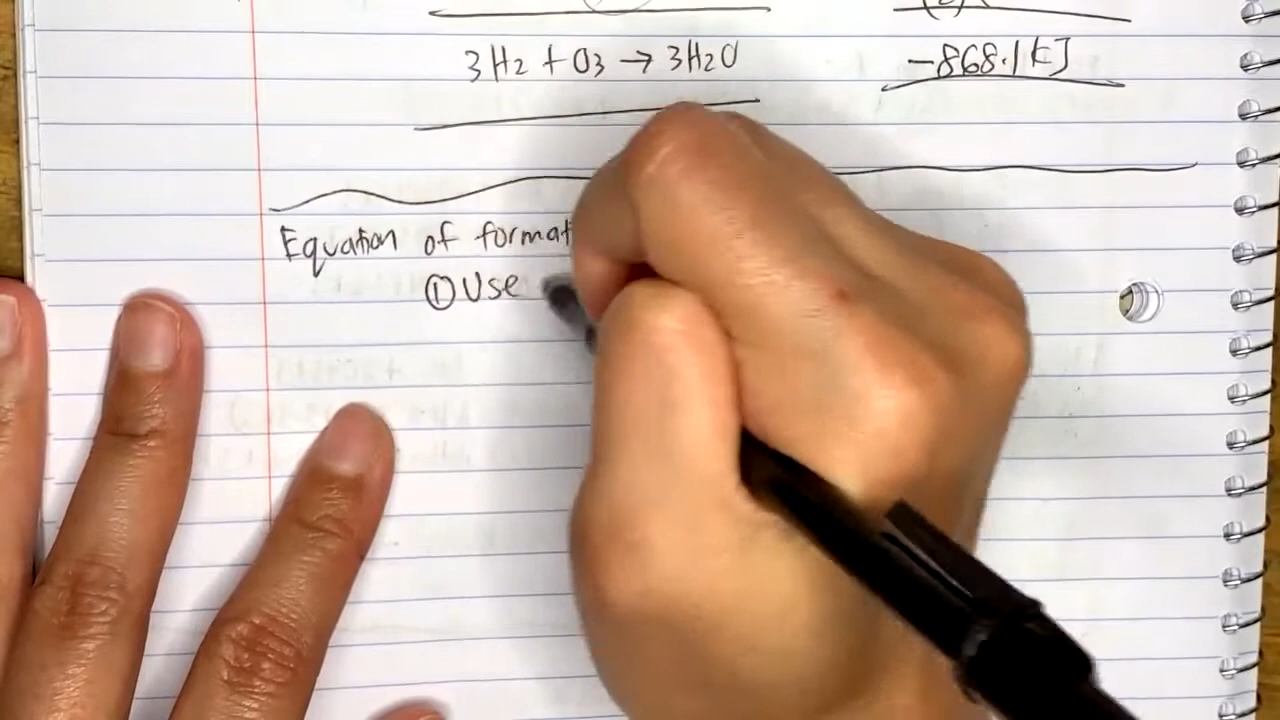 3H2 + O3 → 3H2O
-868.1 kJ
Equation of format
① Use